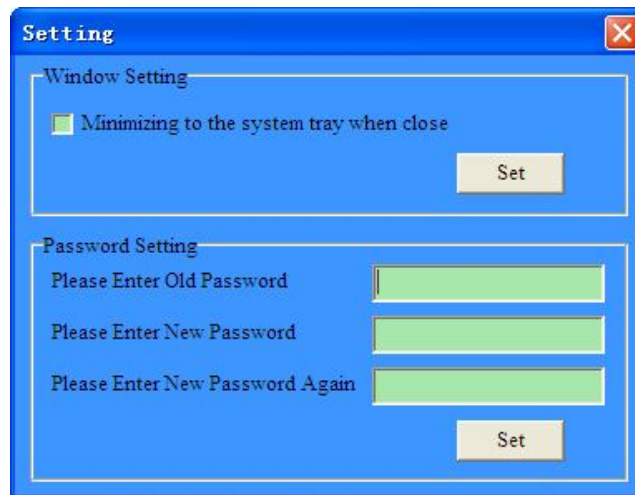 Setting
Window Setting
Minimizing to the system tray when close
Set
Password Setting
Please Enter Old Password
Please Enter New Password
Please Enter New Password Again
Set